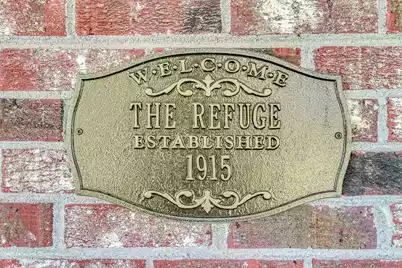 W·E·L·C·O·M·E
THE REFUGE
ESTABLISHED
1915